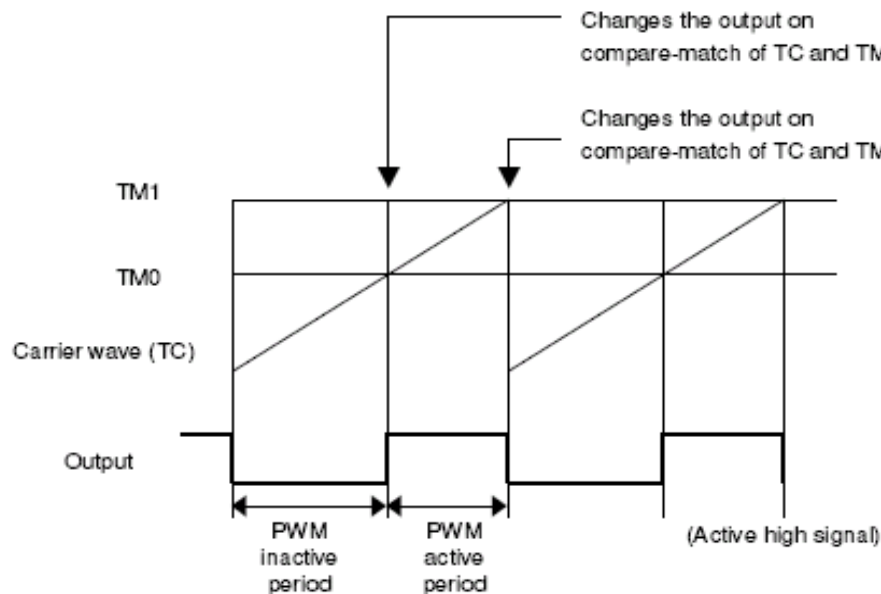 Changes the output on
compare-match of TC and TM
Changes the output on
compare-match of TC and TM
TM1
TM0
Carrier wave (TC)
Output
PWM
inactive
period
PWM
active
period
(Active high signal)